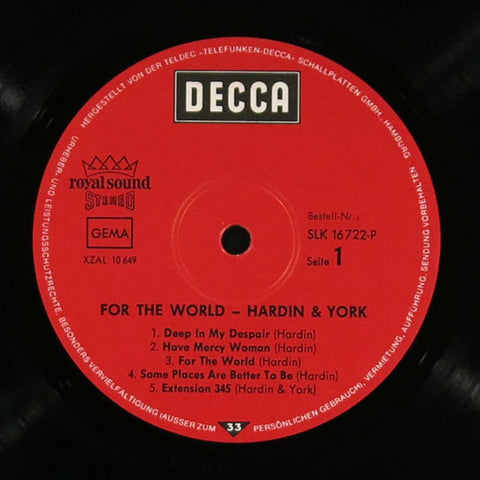 HERGESTELLT VON DER TELDEC »TELEFUNKEN-DECCA« SCHALLPLATTEN GMBH., HAMBURG
DECCA
royal sound
STEREO
GEMA
XZAL 10 649
Bestell-Nr.:
SLK 16 722-P
Seite 1
FOR THE WORLD – HARDIN & YORK
1. Deep In My Despair (Hardin)
2. Have Mercy Woman (Hardin)
3. For The World (Hardin)
4. Some Places Are Better To Be (Hardin)
5. Extension 345 (Hardin & York)
33
URHEBER- UND LEISTUNGSSCHUTZRECHTE, BESONDERS VERVIELFÄLTIGUNG (AUSSER ZUM PERSÖNLICHEN GEBRAUCH), VERMIETUNG, AUFFÜHRUNG, SENDUNG VORBEHALTEN